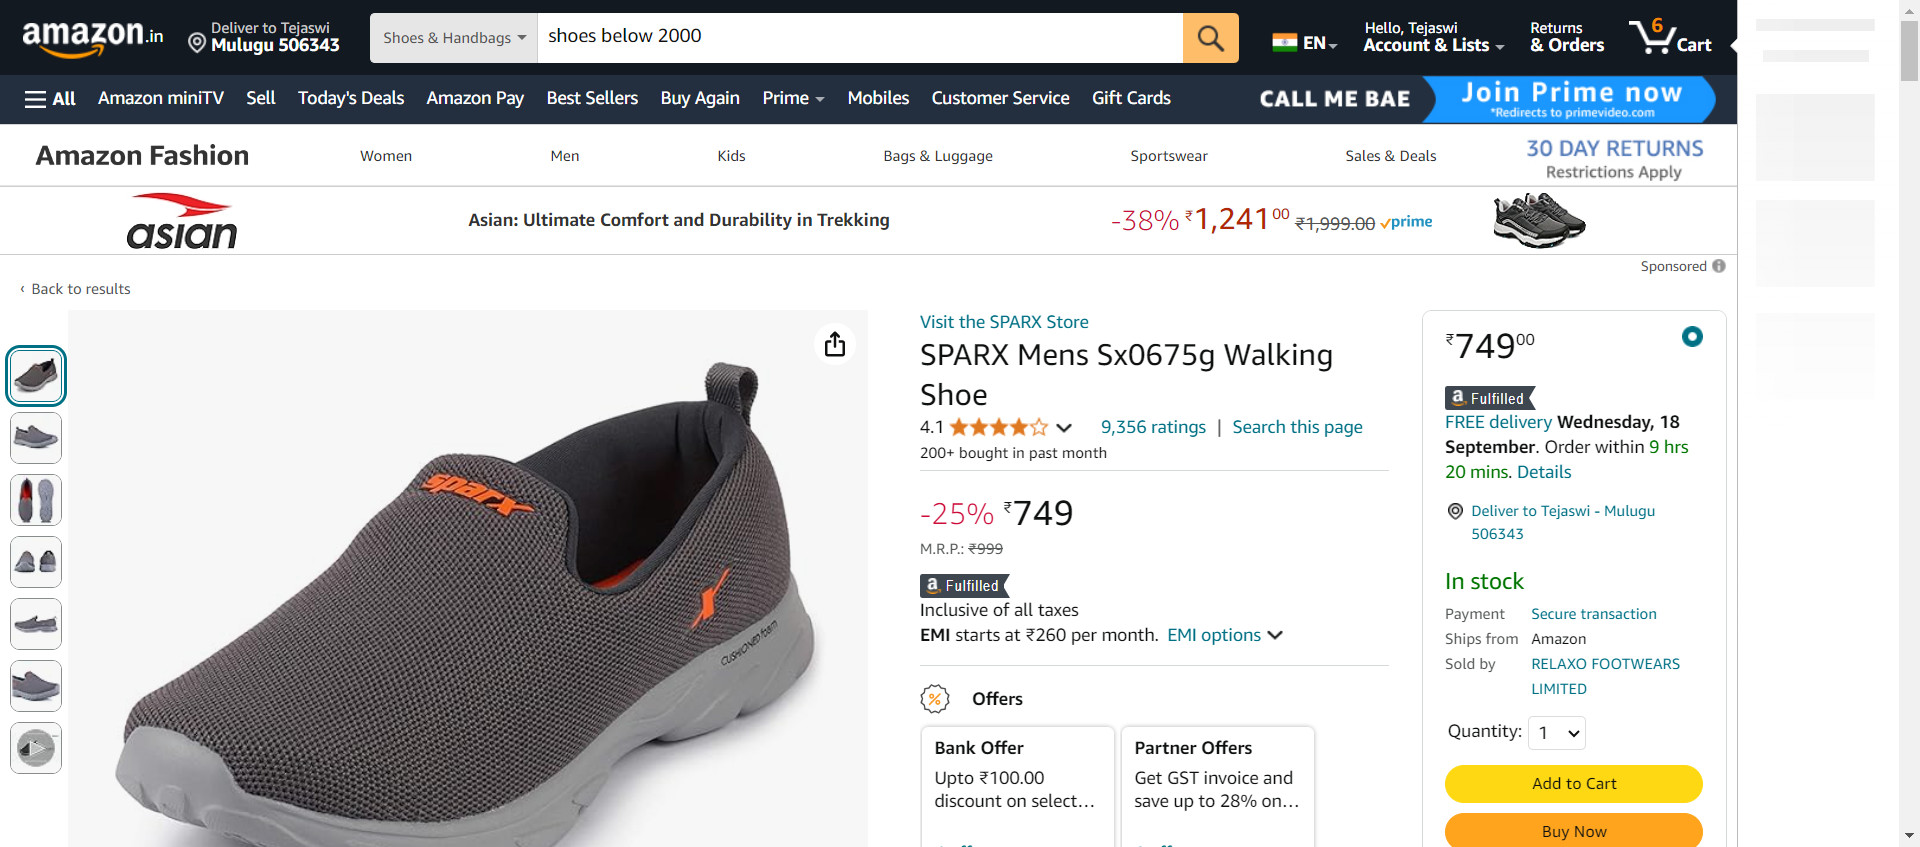 amazon.in
Deliver to Tejaswi
Mulugu 506343
Shoes & Handbags
shoes below 2000
EN
Hello, Tejaswi
Account & Lists
Returns
& Orders
6
Cart
All
Amazon miniTV
Sell
Today's Deals
Amazon Pay
Best Sellers
Buy Again
Prime
Mobiles
Customer Service
Gift Cards
CALL ME BAE
Join Prime now
*Redirects to primevideo.com
Amazon Fashion
Women
Men
Kids
Bags & Luggage
Sportswear
Sales & Deals
30 DAY RETURNS
Restrictions Apply
asian
Asian: Ultimate Comfort and Durability in Trekking
-38% ₹1,24100 ₹1,999.00 prime
Sponsored
‹ Back to results
sparx
CUSHIONED foam
Visit the SPARX Store
SPARX Mens Sx0675g Walking
Shoe
4.1
9,356 ratings | Search this page
200+ bought in past month
-25% ₹749
M.R.P.: ₹999
a Fulfilled
Inclusive of all taxes
EMI starts at ₹260 per month. EMI options
Offers
Bank Offer
Upto ₹100.00
discount on select…
Partner Offers
Get GST invoice and
save up to 28% on…
₹74900
a Fulfilled
FREE delivery Wednesday, 18
September. Order within 9 hrs
20 mins. Details
Deliver to Tejaswi - Mulugu
506343
In stock
Payment Secure transaction
Ships from Amazon
Sold by RELAXO FOOTWEARS
LIMITED
Quantity: 1
Add to Cart
Buy Now